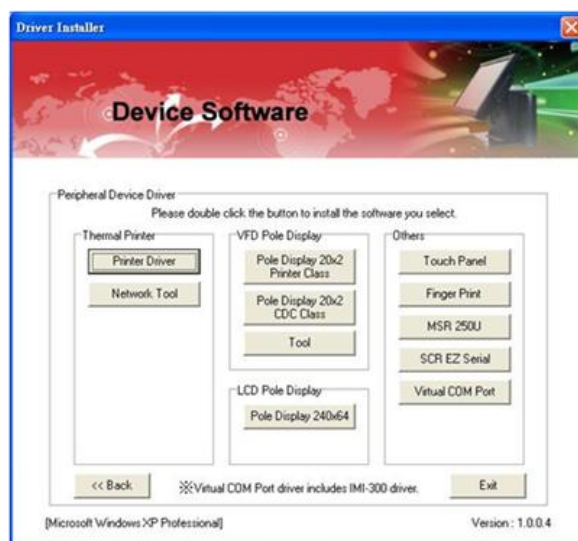 Driver Installer
Device Software
Peripheral Device Driver
Please double click the button to install the software you select.
Thermal Printer
Printer Driver
Network Tool
VFD Pole Display
Pole Display 20x2
Printer Class
Pole Display 20x2
CDC Class
Tool
LCD Pole Display
Pole Display 240x64
Others
Touch Panel
Finger Print
MSR 250U
SCR EZ Serial
Virtual COM Port
<< Back
※Virtual COM Port driver includes IMI-300 driver.
Exit
[Microsoft Windows XP Professional]
Version : 1.0.0.4